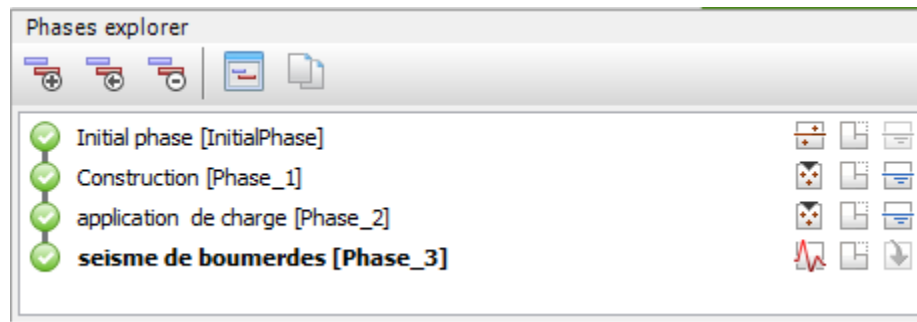 Phases explorer
Initial phase [InitialPhase]
Construction [Phase_1]
application de charge [Phase_2]
seisme de boumerdes [Phase_3]